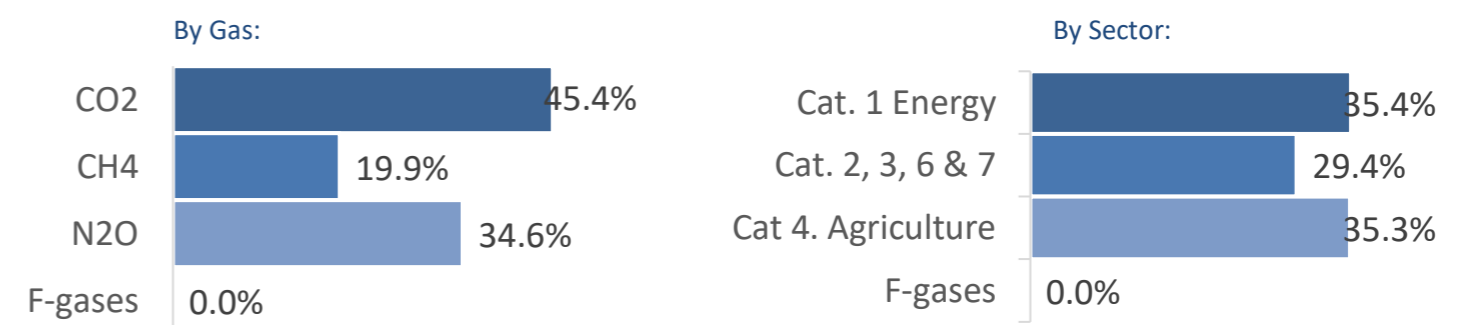 By Gas:
CO2 45.4%
CH4 19.9%
N2O 34.6%
F-gases 0.0%
By Sector:
Cat. 1 Energy 35.4%
Cat. 2, 3, 6 & 7 29.4%
Cat 4. Agriculture 35.3%
F-gases 0.0%